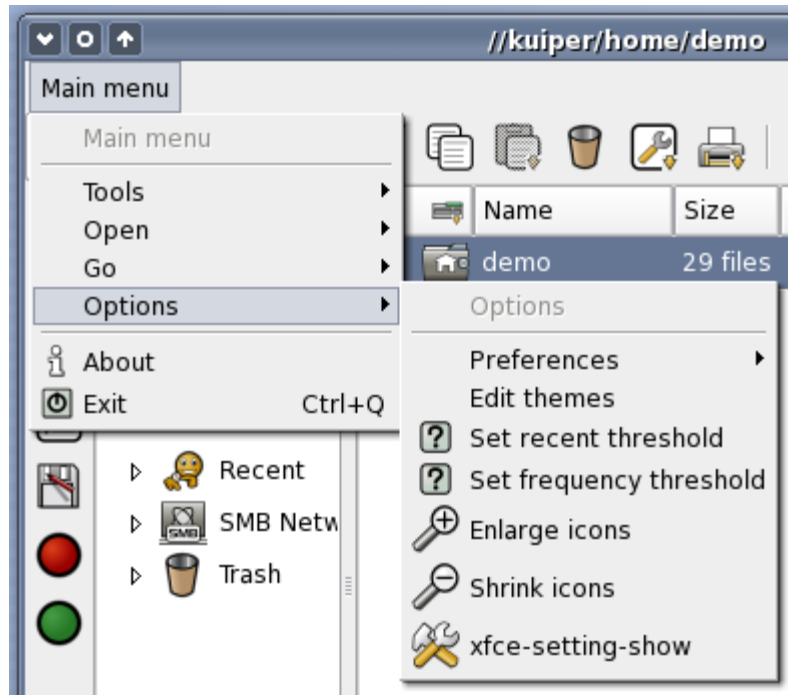 //kuiper/home/demo
Main menu
Main menu
Tools
Open
Go
Options
About
Exit Ctrl+Q
Name Size
demo 29 files
Options
Preferences
Edit themes
Set recent threshold
Set frequency threshold
Enlarge icons
Shrink icons
xfce-setting-show
Recent
SMB
SMB Netw
Trash